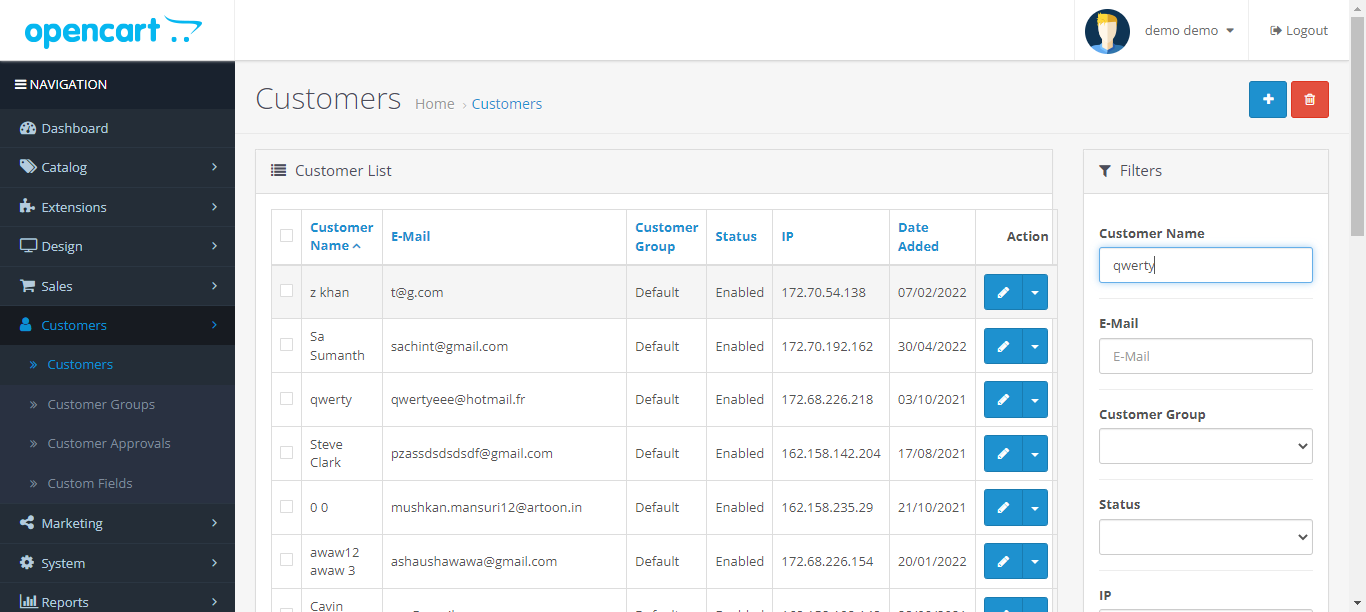 opencart
demo demo
Logout
NAVIGATION
Dashboard
Catalog
Extensions
Design
Sales
Customers
» Customers
» Customer Groups
» Customer Approvals
» Custom Fields
Marketing
System
Reports
Customers Home › Customers
Customer List
Customer Name E-Mail Customer Group Status IP Date Added Action
z khan t@g.com Default Enabled 172.70.54.138 07/02/2022
Sa Sumanth sachint@gmail.com Default Enabled 172.70.192.162 30/04/2022
qwerty qwertyeee@hotmail.fr Default Enabled 172.68.226.218 03/10/2021
Steve Clark pzassdsdsdsdf@gmail.com Default Enabled 162.158.142.204 17/08/2021
0 0 mushkan.mansuri12@artoon.in Default Enabled 162.158.235.29 21/10/2021
awaw12 awaw 3 ashaushawawa@gmail.com Default Enabled 172.68.226.154 20/01/2022
Cavin
Filters
Customer Name
qwerty
E-Mail
E-Mail
Customer Group
Status
IP